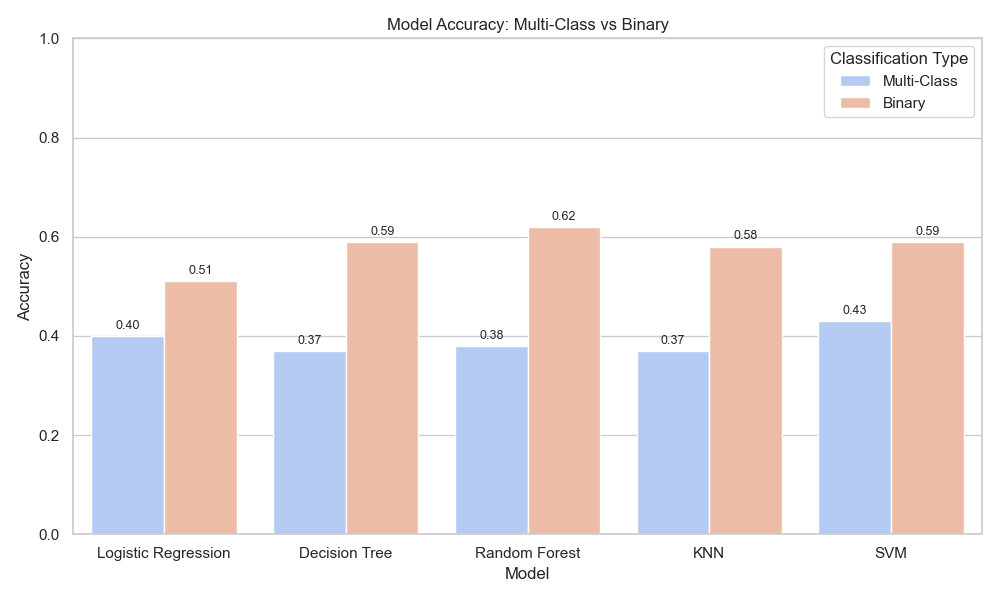 Model Accuracy: Multi-Class vs Binary
1.0
0.8
0.6
0.4
0.2
0.0
Accuracy
Classification Type
Multi-Class
Binary
0.40
0.51
0.37
0.59
0.38
0.62
0.37
0.58
0.43
0.59
Logistic Regression
Decision Tree
Random Forest
KNN
SVM
Model